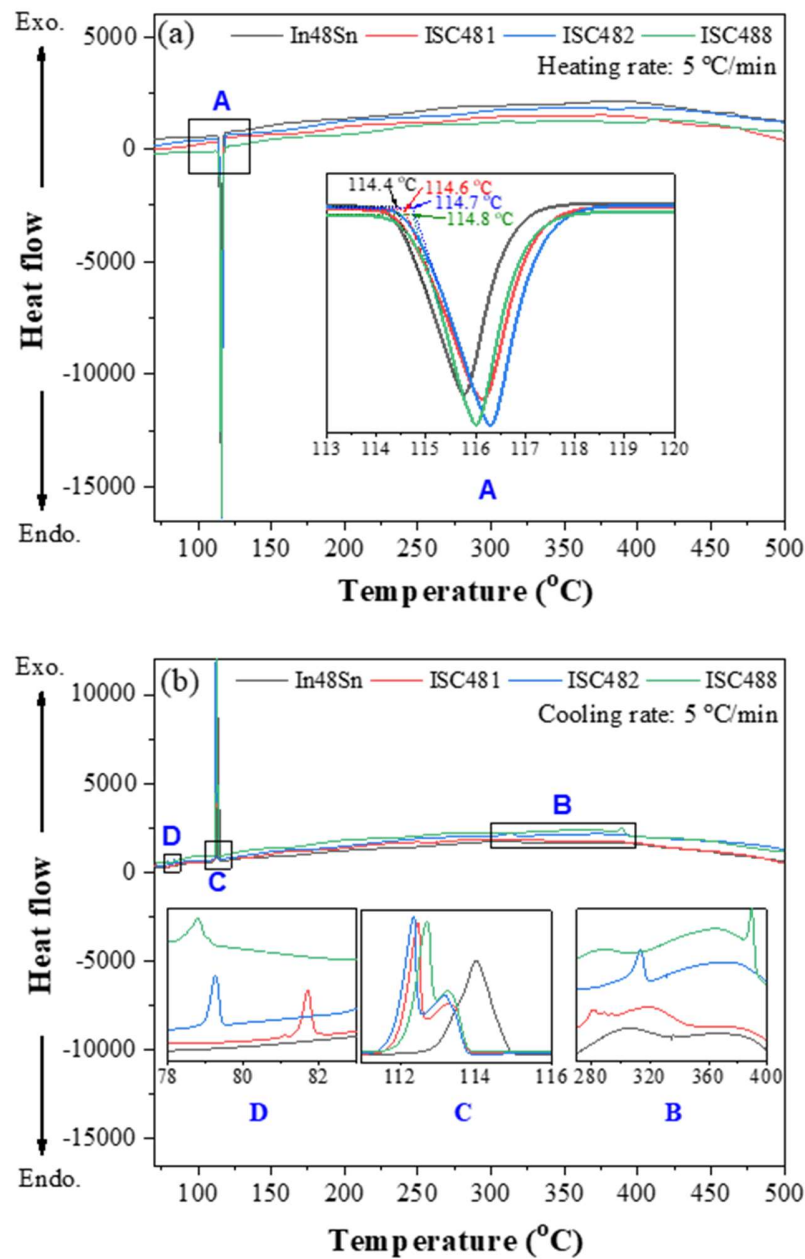 Exo.
(a)
In48Sn
ISC481
ISC482
ISC488
Heating rate: 5 °C/min
5000
0
-5000
-10000
-15000
A
114.4 °C
114.6 °C
114.7 °C
114.8 °C
113 114 115 116 117 118 119 120
A
Heat flow
Endo.
100 150 200 250 300 350 400 450 500
Temperature (°C)
Exo.
(b)
In48Sn
ISC481
ISC482
ISC488
Cooling rate: 5 °C/min
10000
5000
0
-5000
-10000
-15000
D
C
B
78 80 82
D
112 114 116
C
280 320 360 400
B
Heat flow
Endo.
100 150 200 250 300 350 400 450 500
Temperature (°C)